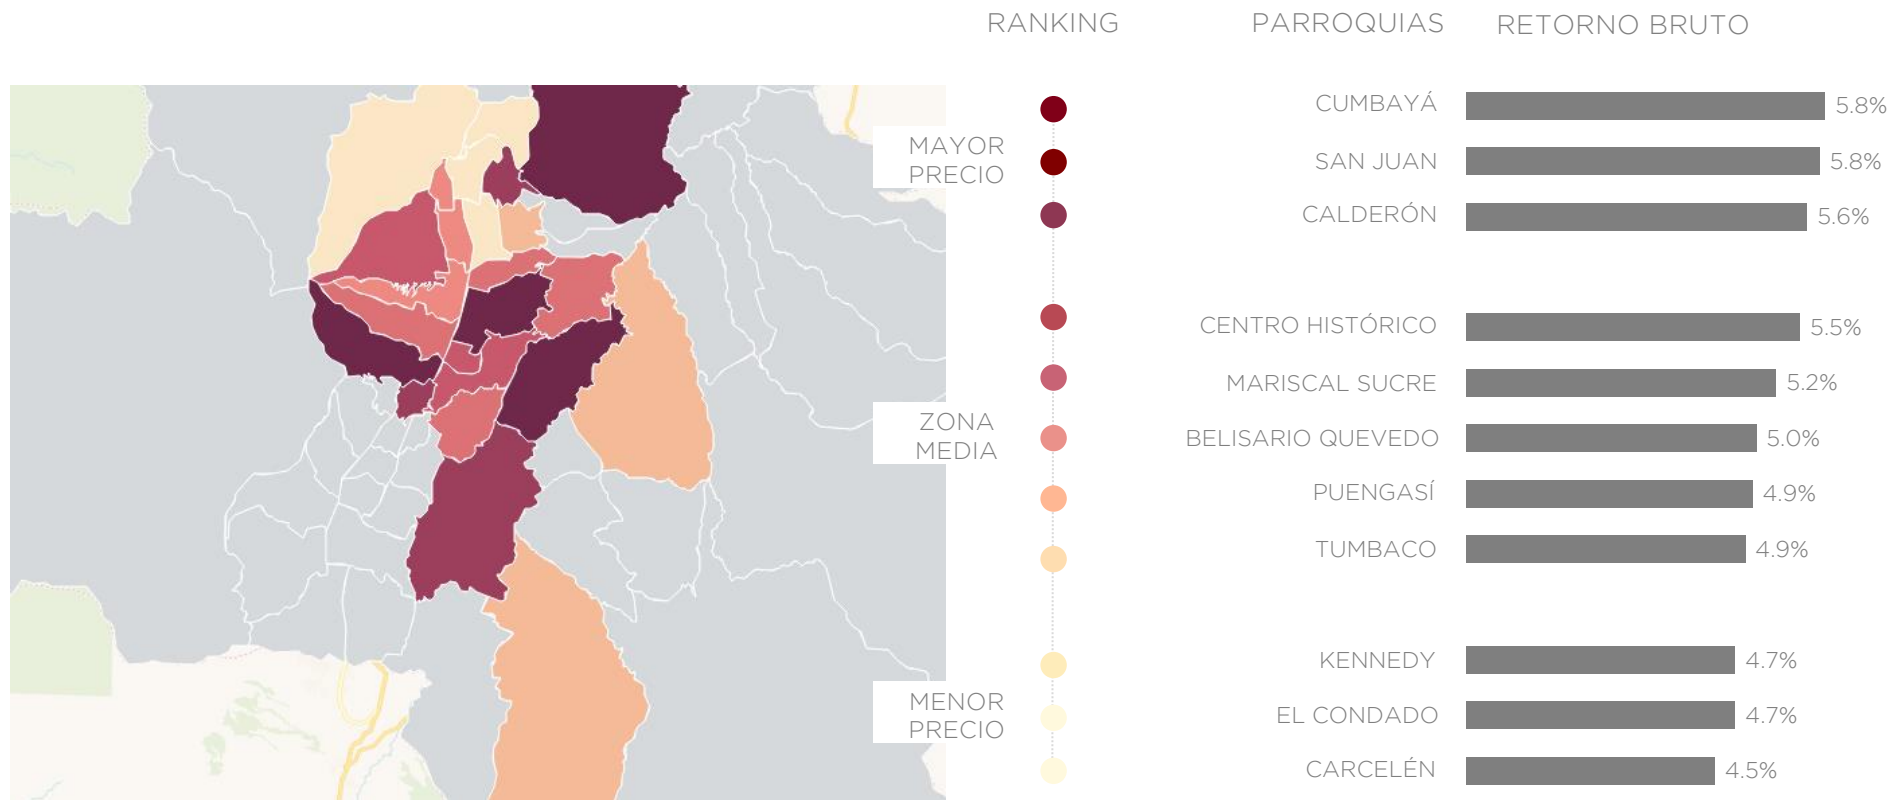 RANKING
PARROQUIAS
RETORNO BRUTO
MAYOR
PRECIO
CUMBAYÁ 5.8%
SAN JUAN 5.8%
CALDERÓN 5.6%
ZONA
MEDIA
CENTRO HISTÓRICO 5.5%
MARISCAL SUCRE 5.2%
BELISARIO QUEVEDO 5.0%
PUENGASÍ 4.9%
TUMBACO 4.9%
MENOR
PRECIO
KENNEDY 4.7%
EL CONDADO 4.7%
CARCELÉN 4.5%